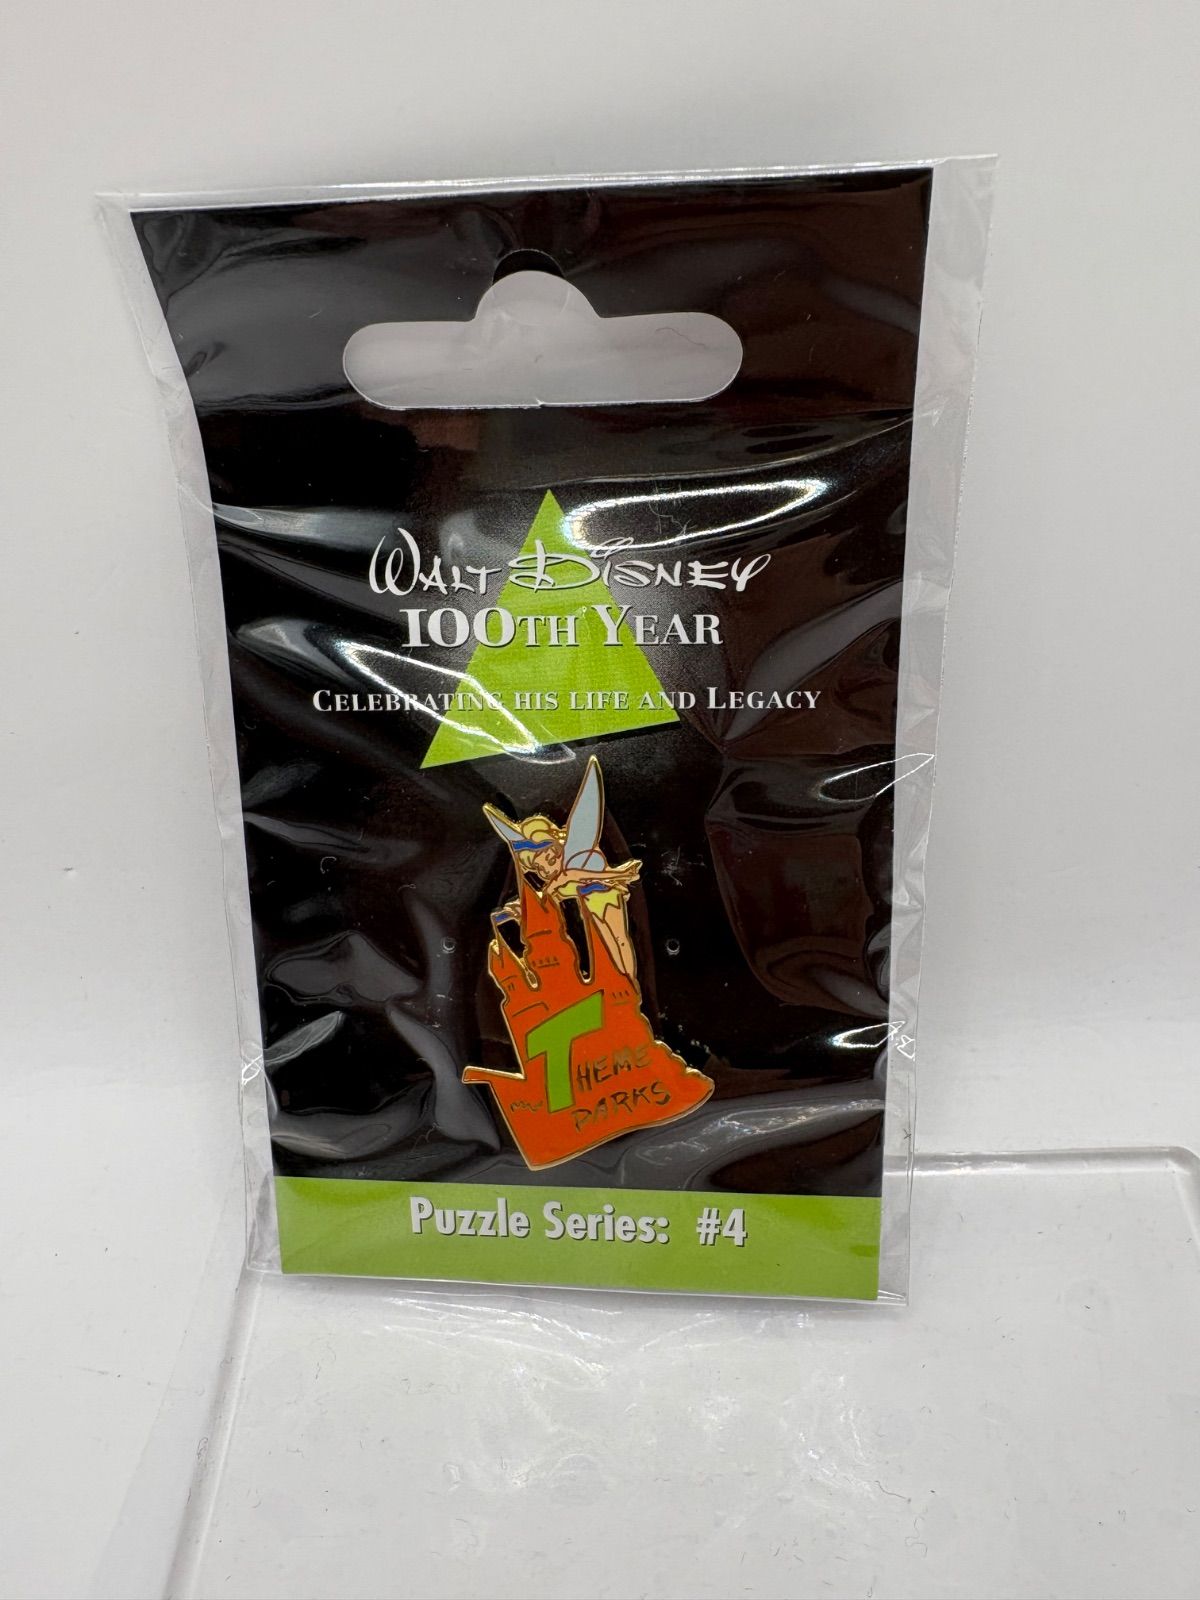 Walt Disney
100th Year
Celebrating his life and Legacy
Theme
Parks
Puzzle Series: #4